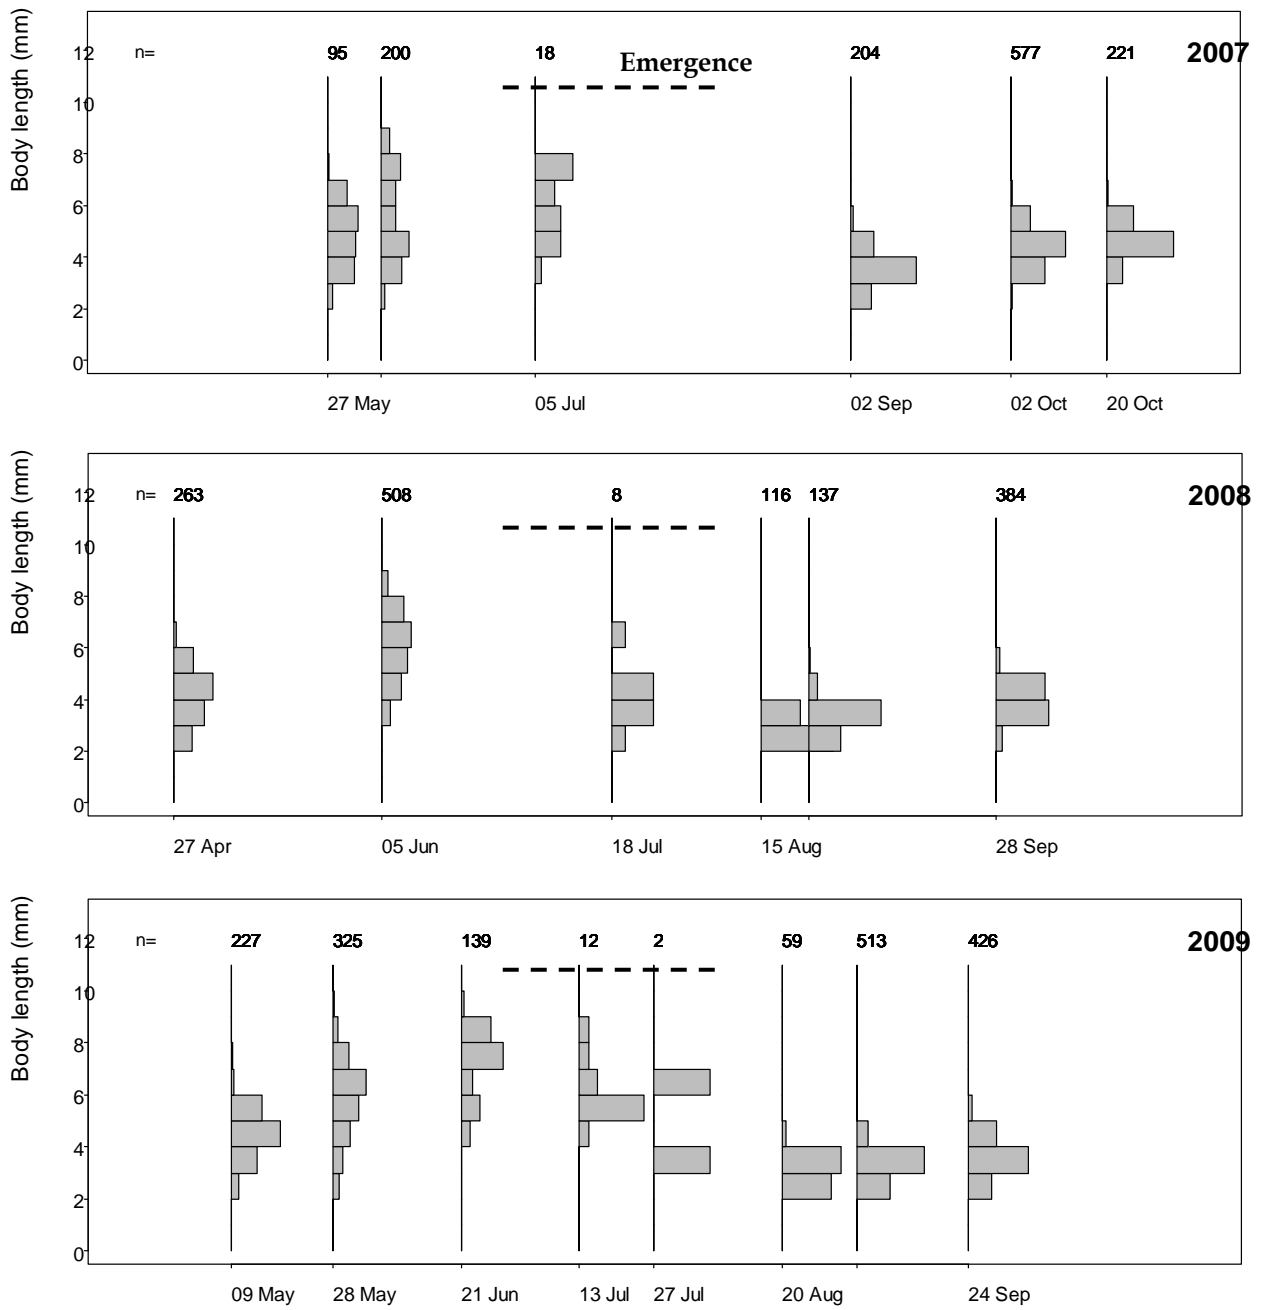 Body length (mm)
12 n= 95 200 18 Emergence 204 577 221 2007
10
8
6
4
2
0
27 May 05 Jul 02 Sep 02 Oct 20 Oct
Body length (mm)
12 n= 263 508 8 116 137 384 2008
10
8
6
4
2
0
27 Apr 05 Jun 18 Jul 15 Aug 28 Sep
Body length (mm)
12 n= 227 325 139 12 2 59 513 426 2009
10
8
6
4
2
0
09 May 28 May 21 Jun 13 Jul 27 Jul 20 Aug 24 Sep